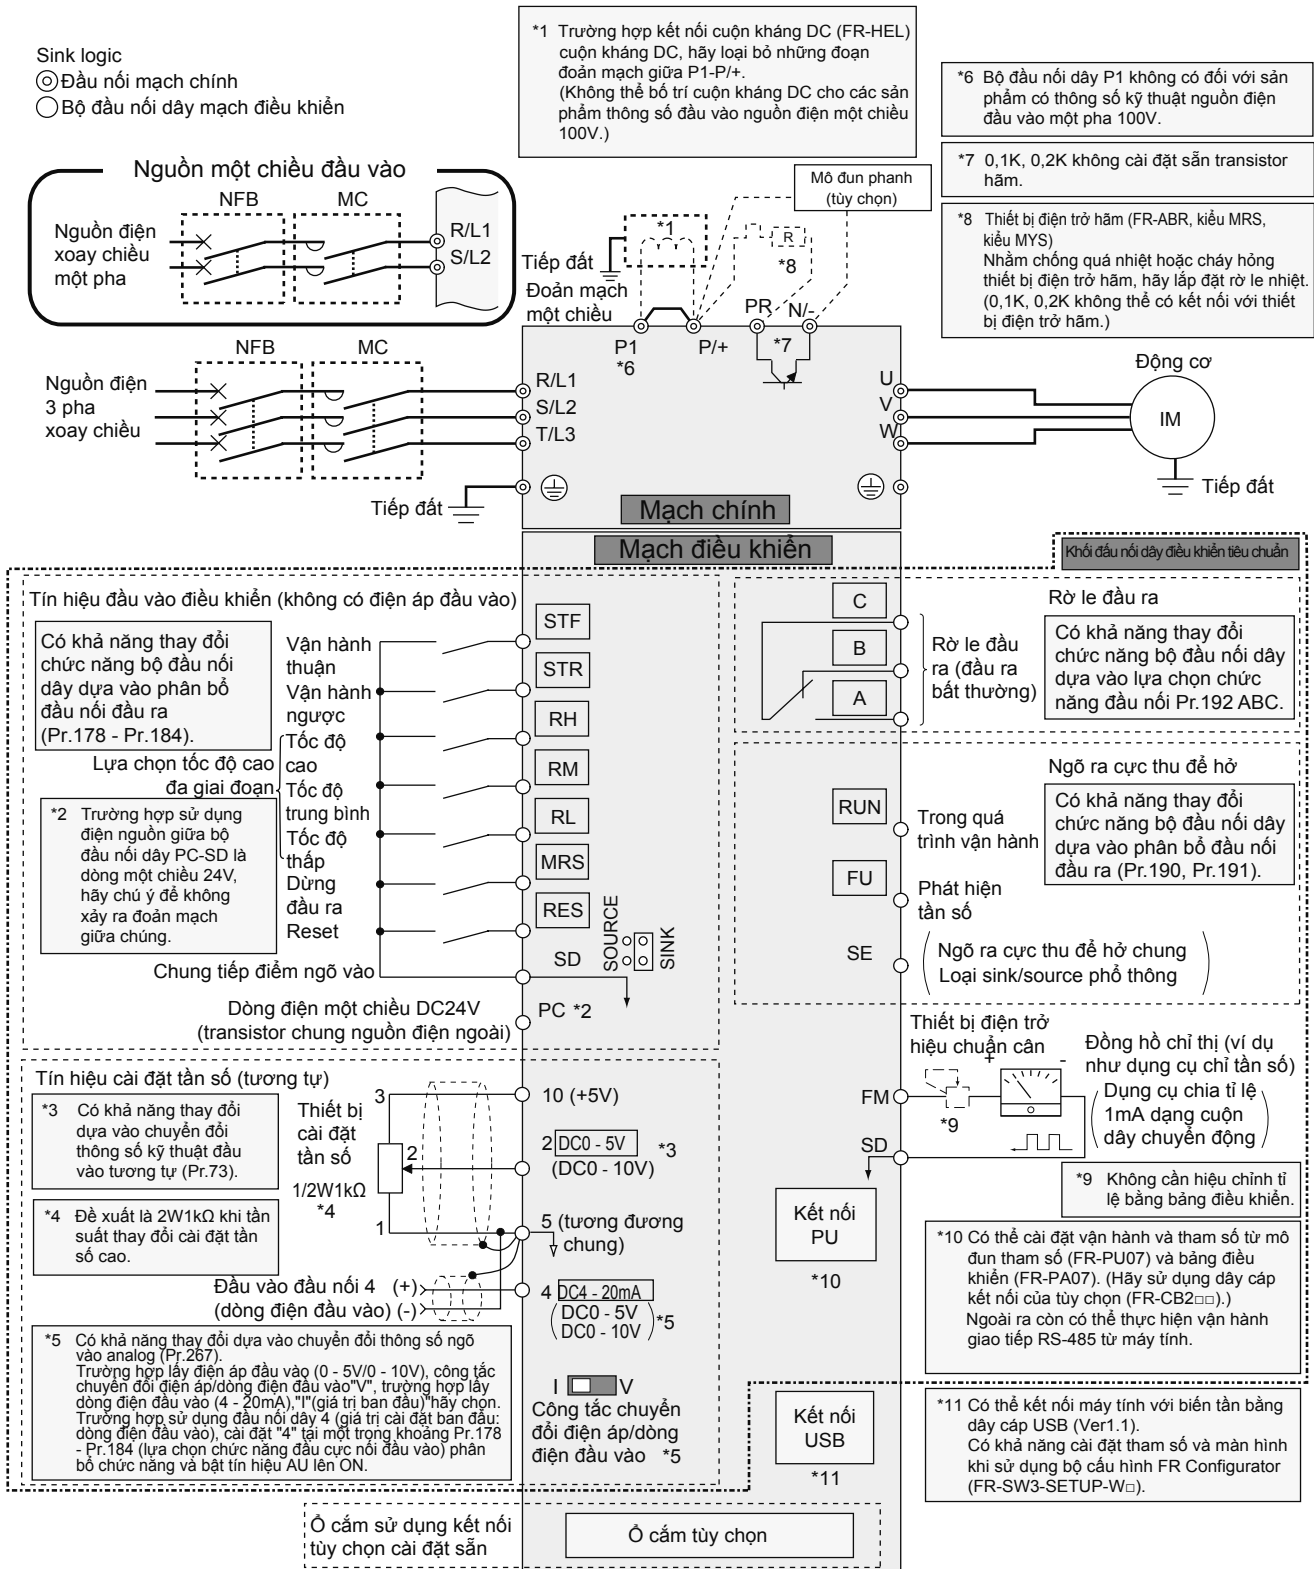 Sink logic
Đầu nối mạch chính
Bộ đầu nối dây mạch điều khiển
*1 Trường hợp kết nối cuộn kháng DC (FR-HEL)
cuộn kháng DC, hãy loại bỏ những đoạn
đoản mạch giữa P1-P/+.
(Không thể bố trí cuộn kháng DC cho các sản
phẩm thông số đầu vào nguồn điện một chiều
100V.)
*6 Bộ đầu nối dây P1 không có đối với sản
phẩm có thông số kỹ thuật nguồn điện
đầu vào một pha 100V.
*7 0,1K, 0,2K không cài đặt sẵn transistor
hãm.
*8 Thiết bị điện trở hãm (FR-ABR, kiểu MRS,
kiểu MYS)
Nhằm chống quá nhiệt hoặc cháy hỏng
thiết bị điện trở hãm, hãy lắp đặt rờ le nhiệt.
(0,1K, 0,2K không thể có kết nối với thiết
bị điện trở hãm.)
Nguồn một chiều đầu vào
NFB
MC
Nguồn điện
xoay chiều
một pha
R/L1
S/L2
Mô đun phanh
(tùy chọn)
*1
R
*8
Tiếp đất
Đoản mạch
một chiều
PR
N/-
P1
*6
P/+
*7
NFB
MC
Nguồn điện
3 pha
xoay chiều
R/L1
S/L2
T/L3
U
V
W
Động cơ
IM
Tiếp đất
Tiếp đất
Mạch chính
Mạch điều khiển
Khối đấu nối dây điều khiển tiêu chuẩn
Tín hiệu đầu vào điều khiển (không có điện áp đầu vào)
Có khả năng thay đổi
chức năng bộ đầu nối
dây dựa vào phân bổ
đầu nối đầu ra
(Pr.178 - Pr.184).
Vận hành
thuận
Vận hành
ngược
Tốc độ
cao
Tốc độ
trung bình
Tốc độ
thấp
Dừng
đầu ra
Reset
Lựa chọn tốc độ cao
đa giai đoạn
*2 Trường hợp sử dụng
điện nguồn giữa bộ
đầu nối dây PC-SD là
dòng một chiều 24V,
hãy chú ý để không
xảy ra đoản mạch
giữa chúng.
STF
STR
RH
RM
RL
MRS
RES
SD
SOURCE
SINK
Chung tiếp điểm ngõ vào
Dòng điện một chiều DC24V
(transistor chung nguồn điện ngoài)
PC *2
C
B
A
Rờ le đầu
ra (đầu ra
bất thường)
Rờ le đầu ra
Có khả năng thay đổi
chức năng bộ đầu nối dây
dựa vào lựa chọn chức
năng đầu nối Pr.192 ABC.
Ngõ ra cực thu để hở
RUN
Trong quá
trình vận hành
Có khả năng thay đổi
chức năng bộ đầu nối dây
dựa vào phân bổ đầu nối
đầu ra (Pr.190, Pr.191).
FU
Phát hiện
tần số
SE
Ngõ ra cực thu để hở chung
Loại sink/source phổ thông
Tín hiệu cài đặt tần số (tương tự)
*3 Có khả năng thay đổi
dựa vào chuyển đổi
thông số kỹ thuật đầu
vào tương tự (Pr.73).
*4 Đề xuất là 2W1kΩ khi tần
suất thay đổi cài đặt tần
số cao.
Thiết bị
cài đặt
tần số
1/2W1kΩ
*4
3
2
1
10 (+5V)
2 DC0 - 5V *3
(DC0 - 10V)
5 (tương đương
chung)
Đầu vào đầu nối 4 (+)
(dòng điện đầu vào) (-)
4 DC4 - 20mA
DC0 - 5V
DC0 - 10V
*5
*5 Có khả năng thay đổi dựa vào chuyển đổi thông số ngõ
vào analog (Pr.267).
Trường hợp lấy điện áp đầu vào (0 - 5V/0 - 10V), công tắc
chuyển đổi điện áp/dòng điện đầu vào"V", trường hợp lấy
dòng điện đầu vào (4 - 20mA),"I"(giá trị ban đầu)"hãy chọn.
Trường hợp sử dụng đầu nối dây 4 (giá trị cài đặt ban đầu:
dòng điện đầu vào), cài đặt "4" tại một trong khoảng Pr.178
- Pr.184 (lựa chọn chức năng đầu cực nối đầu vào) phân
bổ chức năng và bật tín hiệu AU lên ON.
I V
Công tắc chuyển
đổi điện áp/dòng
điện đầu vào *5
Thiết bị điện trở
hiệu chuẩn cân
+
-
Đồng hồ chỉ thị (ví dụ
như dụng cụ chỉ tần số)
Dụng cụ chia tỉ lệ
1mA dạng cuộn
dây chuyển động
FM
*9
SD
*9 Không cần hiệu chỉnh tỉ
lệ bằng bảng điều khiển.
Kết nối
PU
*10
*10 Có thể cài đặt vận hành và tham số từ mô
đun tham số (FR-PU07) và bảng điều
khiển (FR-PA07). (Hãy sử dụng dây cáp
kết nối của tùy chọn (FR-CB2□□).)
Ngoài ra còn có thể thực hiện vận hành
giao tiếp RS-485 từ máy tính.
Kết nối
USB
*11
*11 Có thể kết nối máy tính với biến tần bằng
dây cáp USB (Ver1.1).
Có khả năng cài đặt tham số và màn hình
khi sử dụng bộ cấu hình FR Configurator
(FR-SW3-SETUP-W□).
Ổ cắm sử dụng kết nối
tùy chọn cài đặt sẵn
Ổ cắm tùy chọn